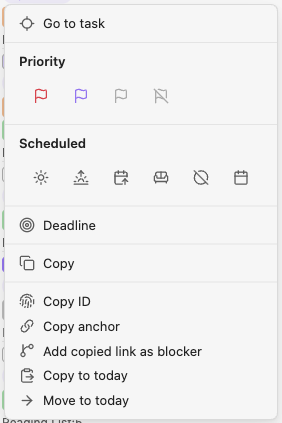 Go to task
Priority
Scheduled
Deadline
Copy
Copy ID
Copy anchor
Add copied link as blocker
Copy to today
Move to today